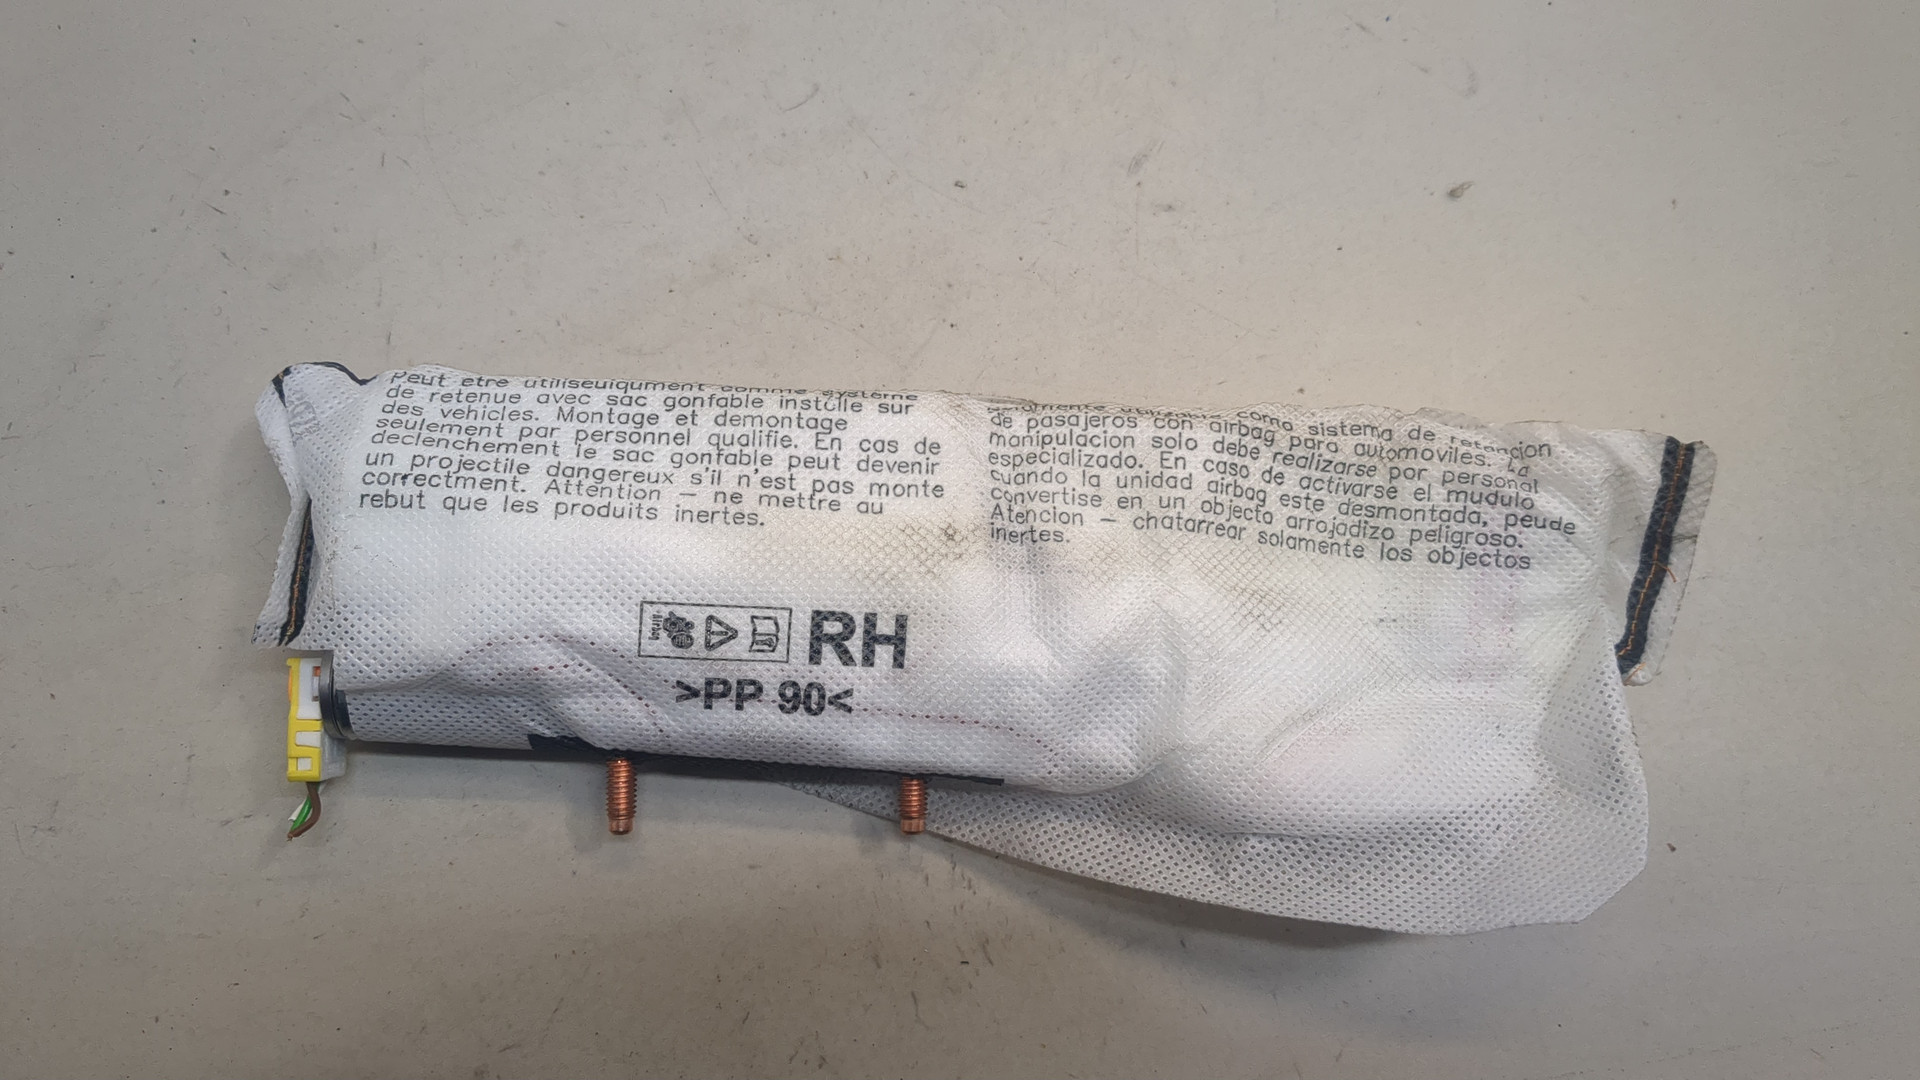 Peut etre utiliseuiqument comme systeme
de retenue avec sac gonfable instclle sur
des vehicles. Montage et demontage
seulement par personnel qualifie. En cas de
declenchement le sac gonfable peut devenir
un projectile dangereux s'il n'est pas monte
correctment. Attention – ne mettre au
rebut que les produits inertes.
utilizable como sistema de retencion
de pasajeros con airbag para automoviles. La
manipulacion solo debe realizarse por personal
especializado. En caso de activarse el mudulo
cuando la unidad airbag este desmontada, peude
convertise en un objecto arrojadizo peligroso.
Atencion – chatarrear solamente los objectos
inertes.
airbag
RH
>PP 90<